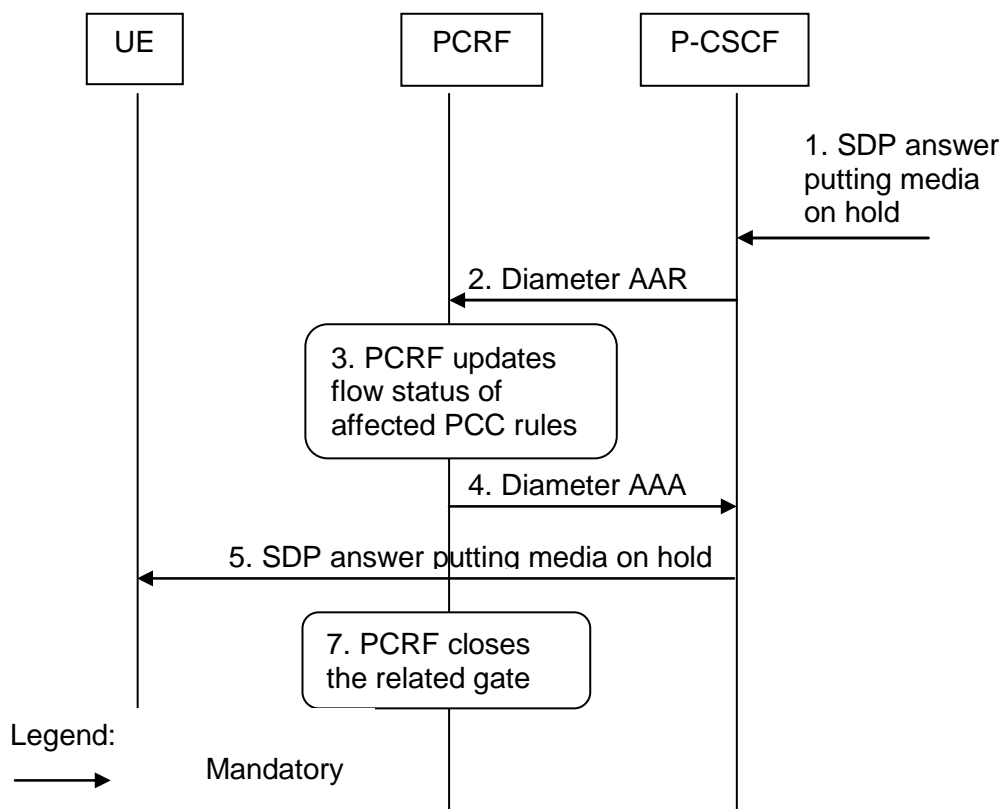 UE
PCRF
P-CSCF
1. SDP answer
putting media
on hold
2. Diameter AAR
3. PCRF updates
flow status of
affected PCC rules
4. Diameter AAA
5. SDP answer putting media on hold
7. PCRF closes
the related gate
Legend:
Mandatory